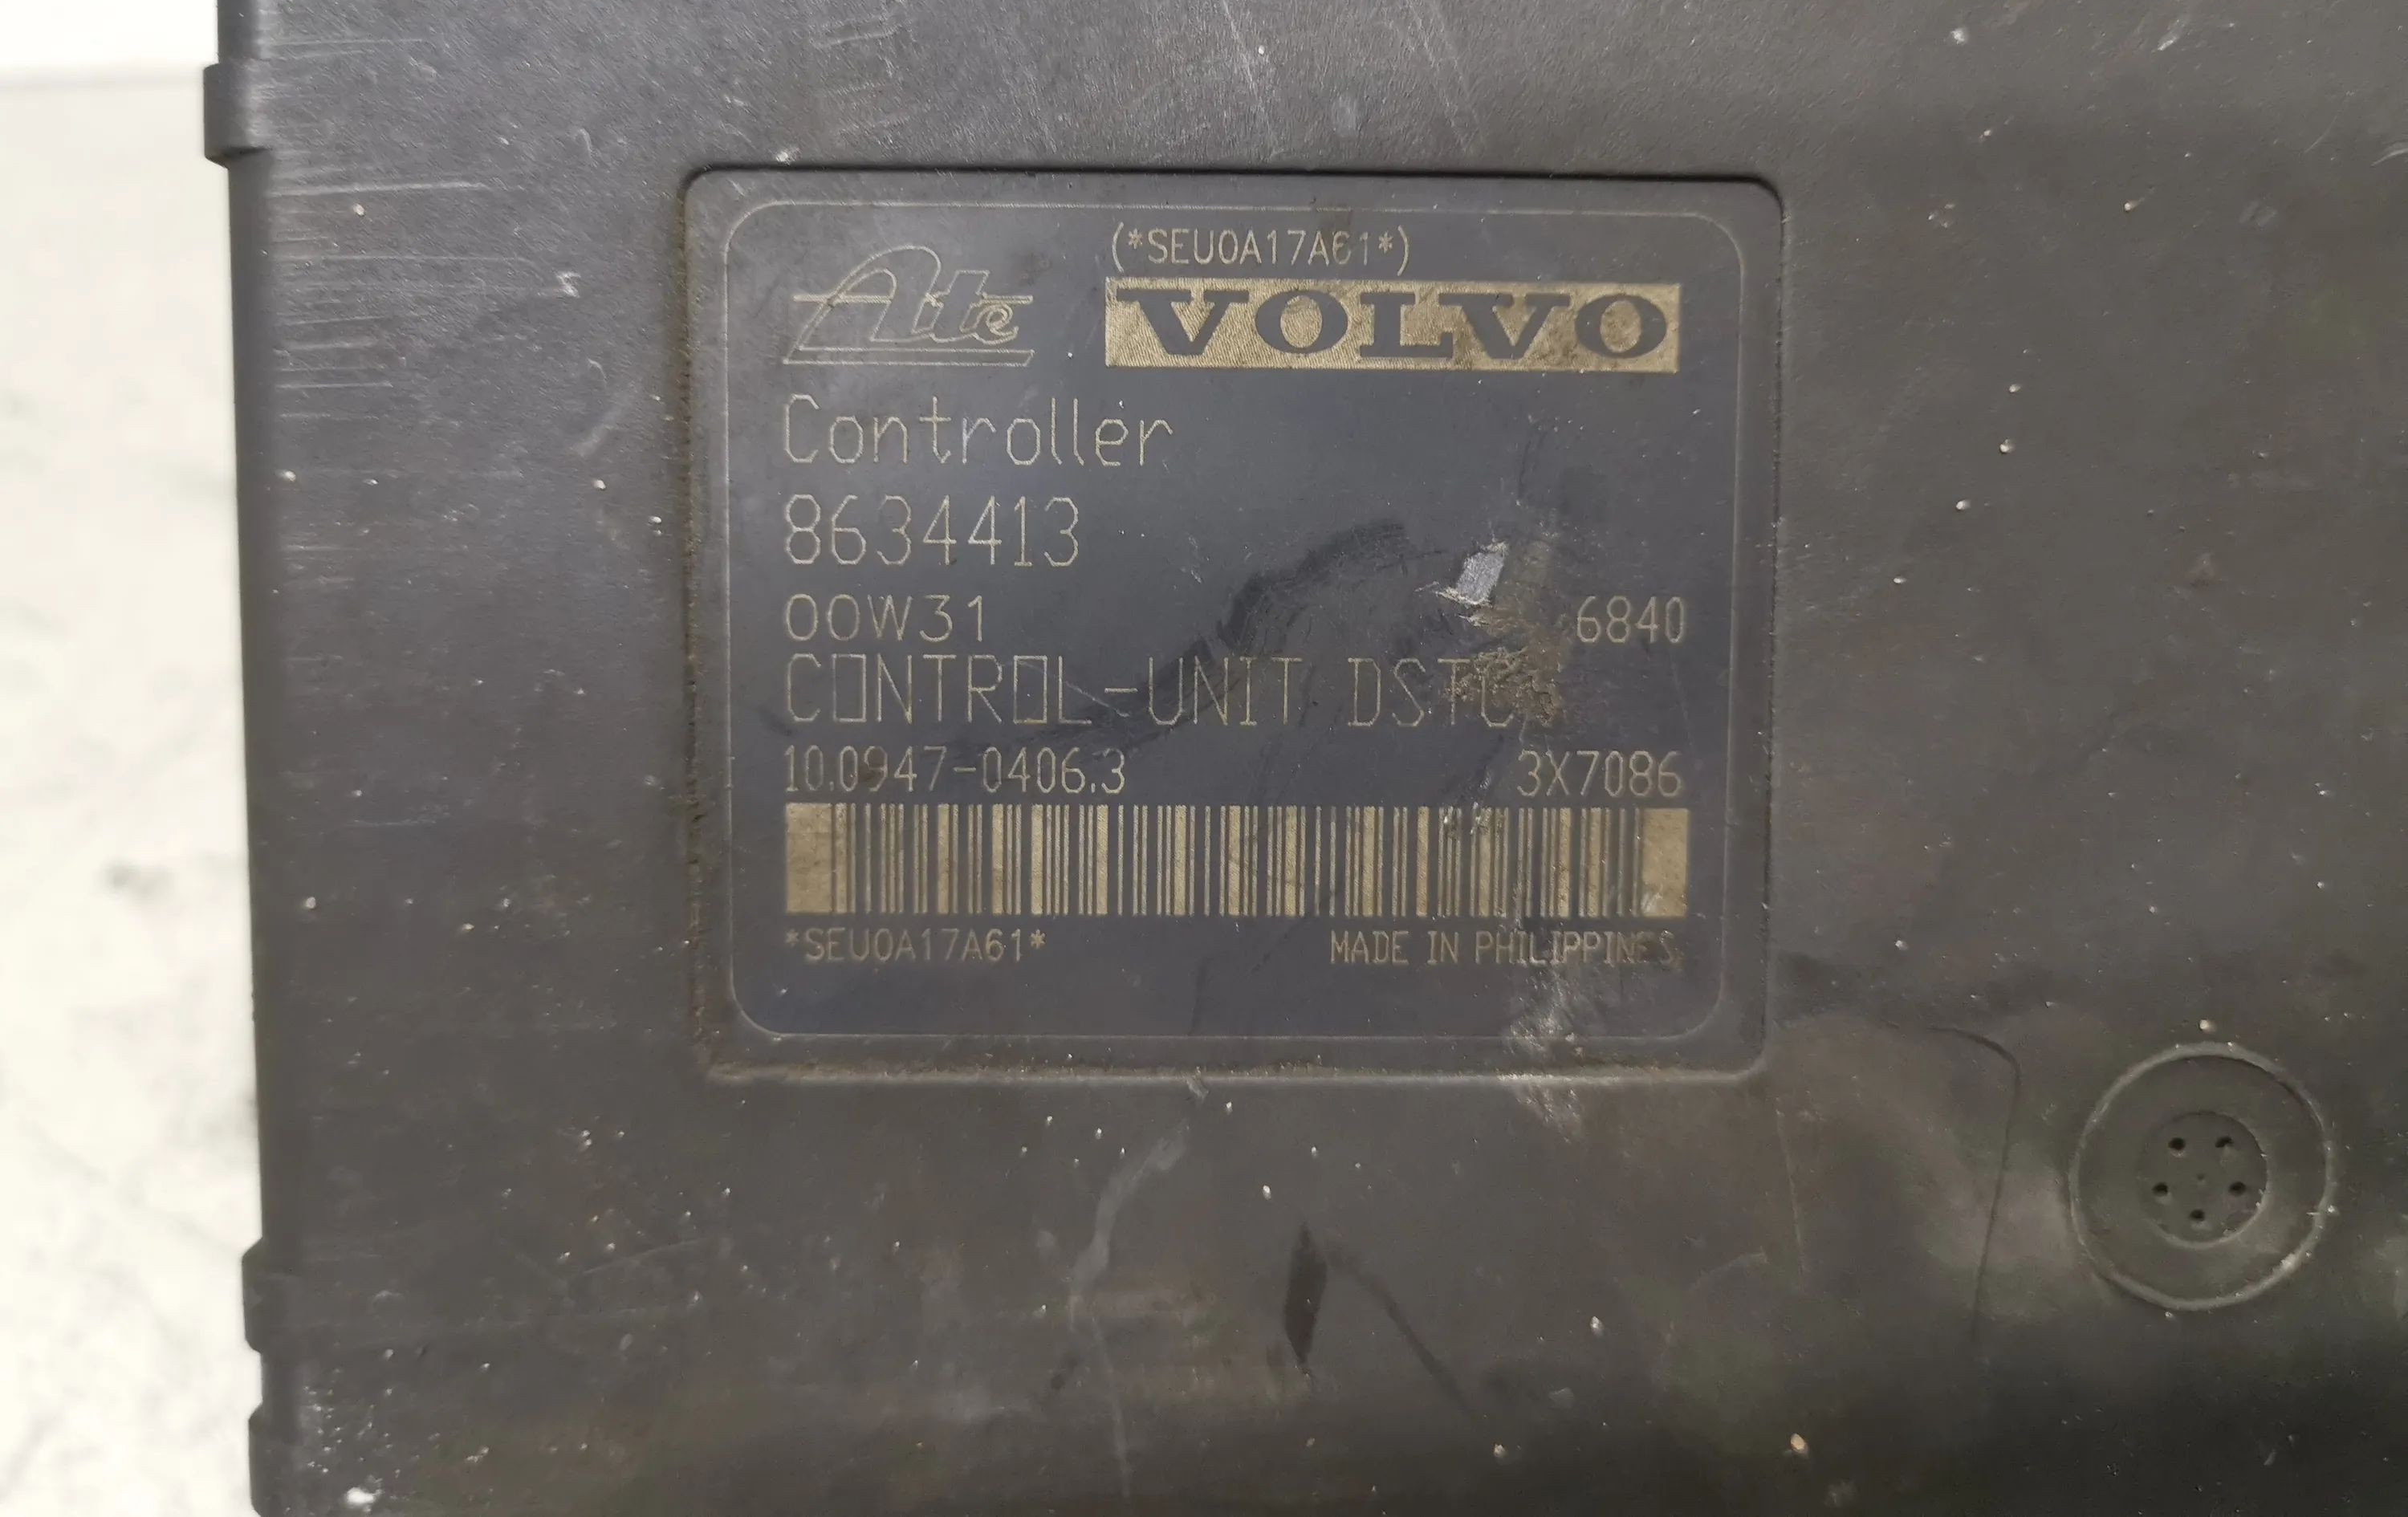 (*SEU0A17A61*)
Ate VOLVO
Controller
8634413
00W31 6840
CONTROL-UNIT DSTC
10.0947-0406.3 3X7086
*SEU0A17A61* MADE IN PHILIPPINES